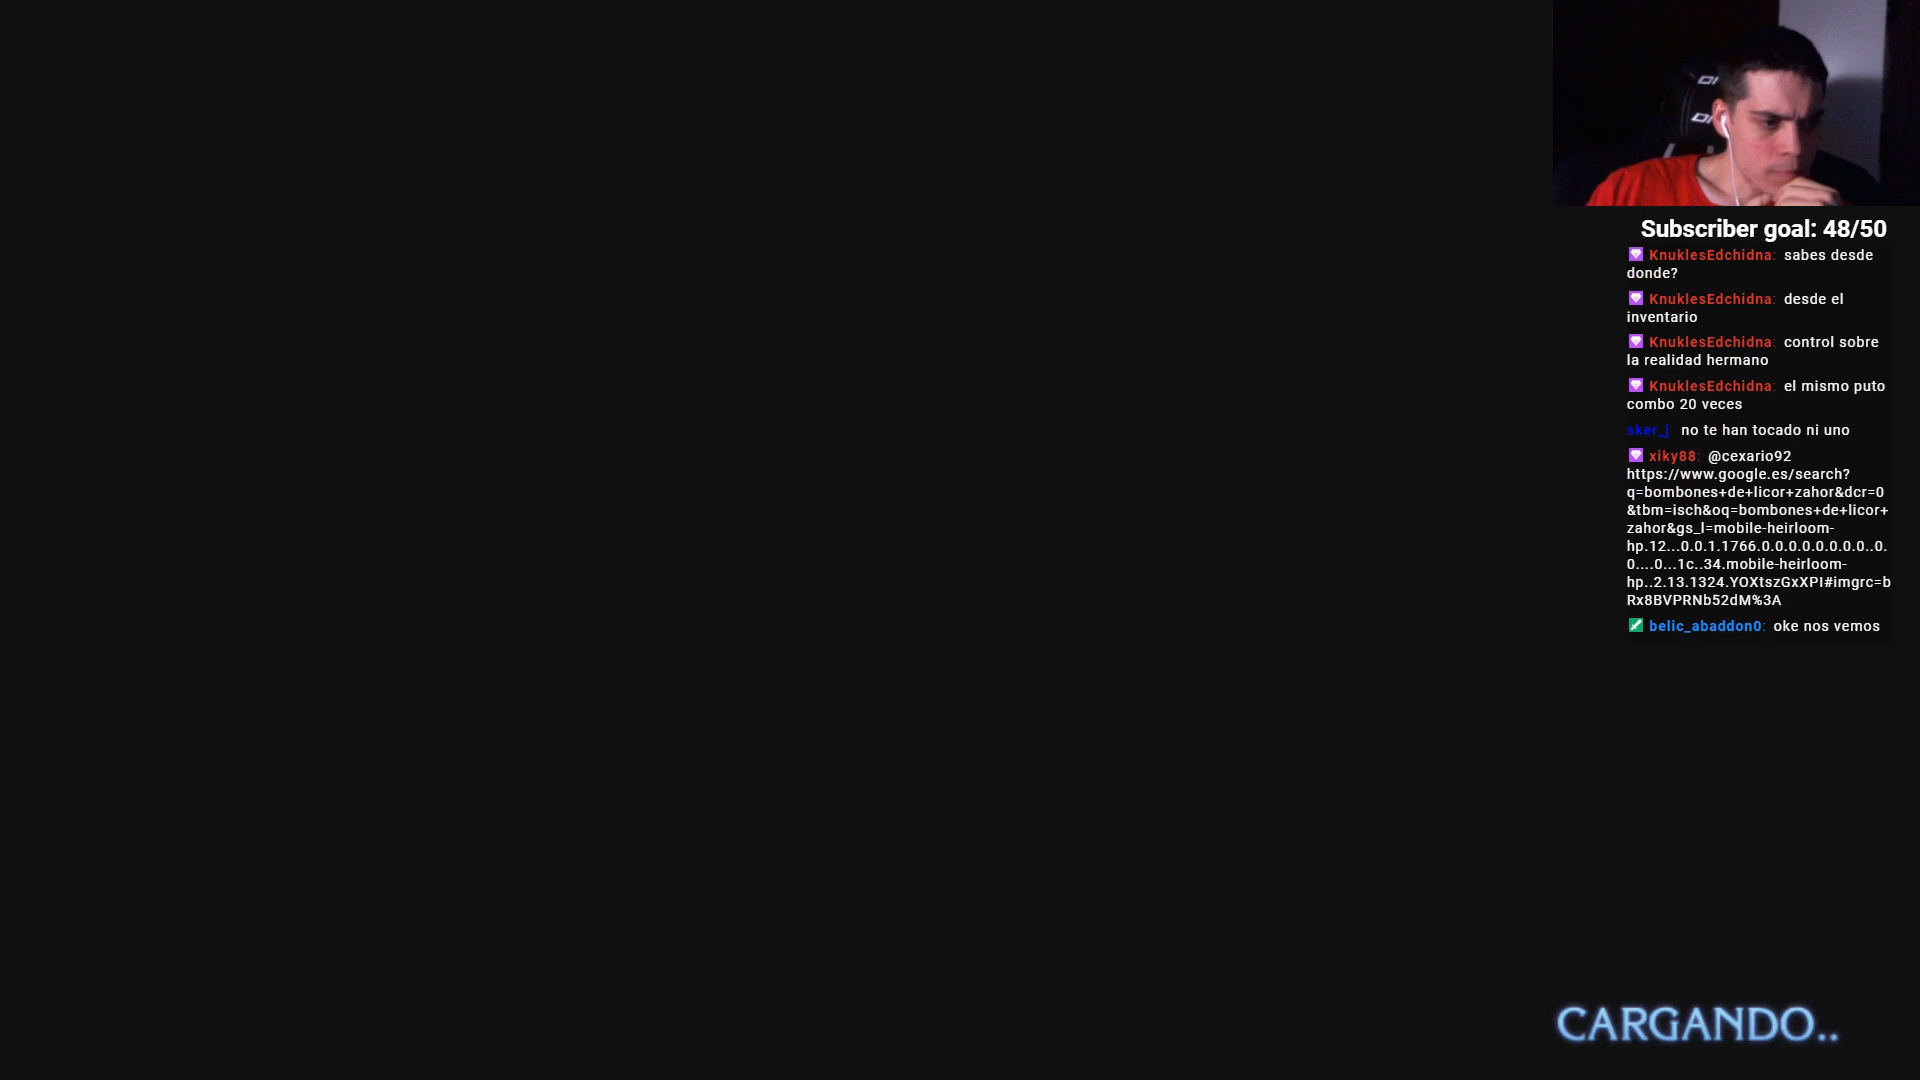 Subscriber goal: 48/50
KnuklesEdchidna: sabes desde
donde?
KnuklesEdchidna: desde el
inventario
KnuklesEdchidna: control sobre
la realidad hermano
KnuklesEdchidna: el mismo puto
combo 20 veces
sker_j no te han tocado ni uno
xiky88: @cexario92
https://www.google.es/search?
q=bombones+de+licor+zahor&dcr=0
&tbm=isch&oq=bombones+de+licor+
zahor&gs_l=mobile-heirloom-
hp.12...0.0.1.1766.0.0.0.0.0.0.0.0..0.
0....0...1c..34.mobile-heirloom-
hp..2.13.1324.YOXtszGxXPI#imgrc=b
Rx8BVPRNb52dM%3A
belic_abaddon0: oke nos vemos
CARGANDO..